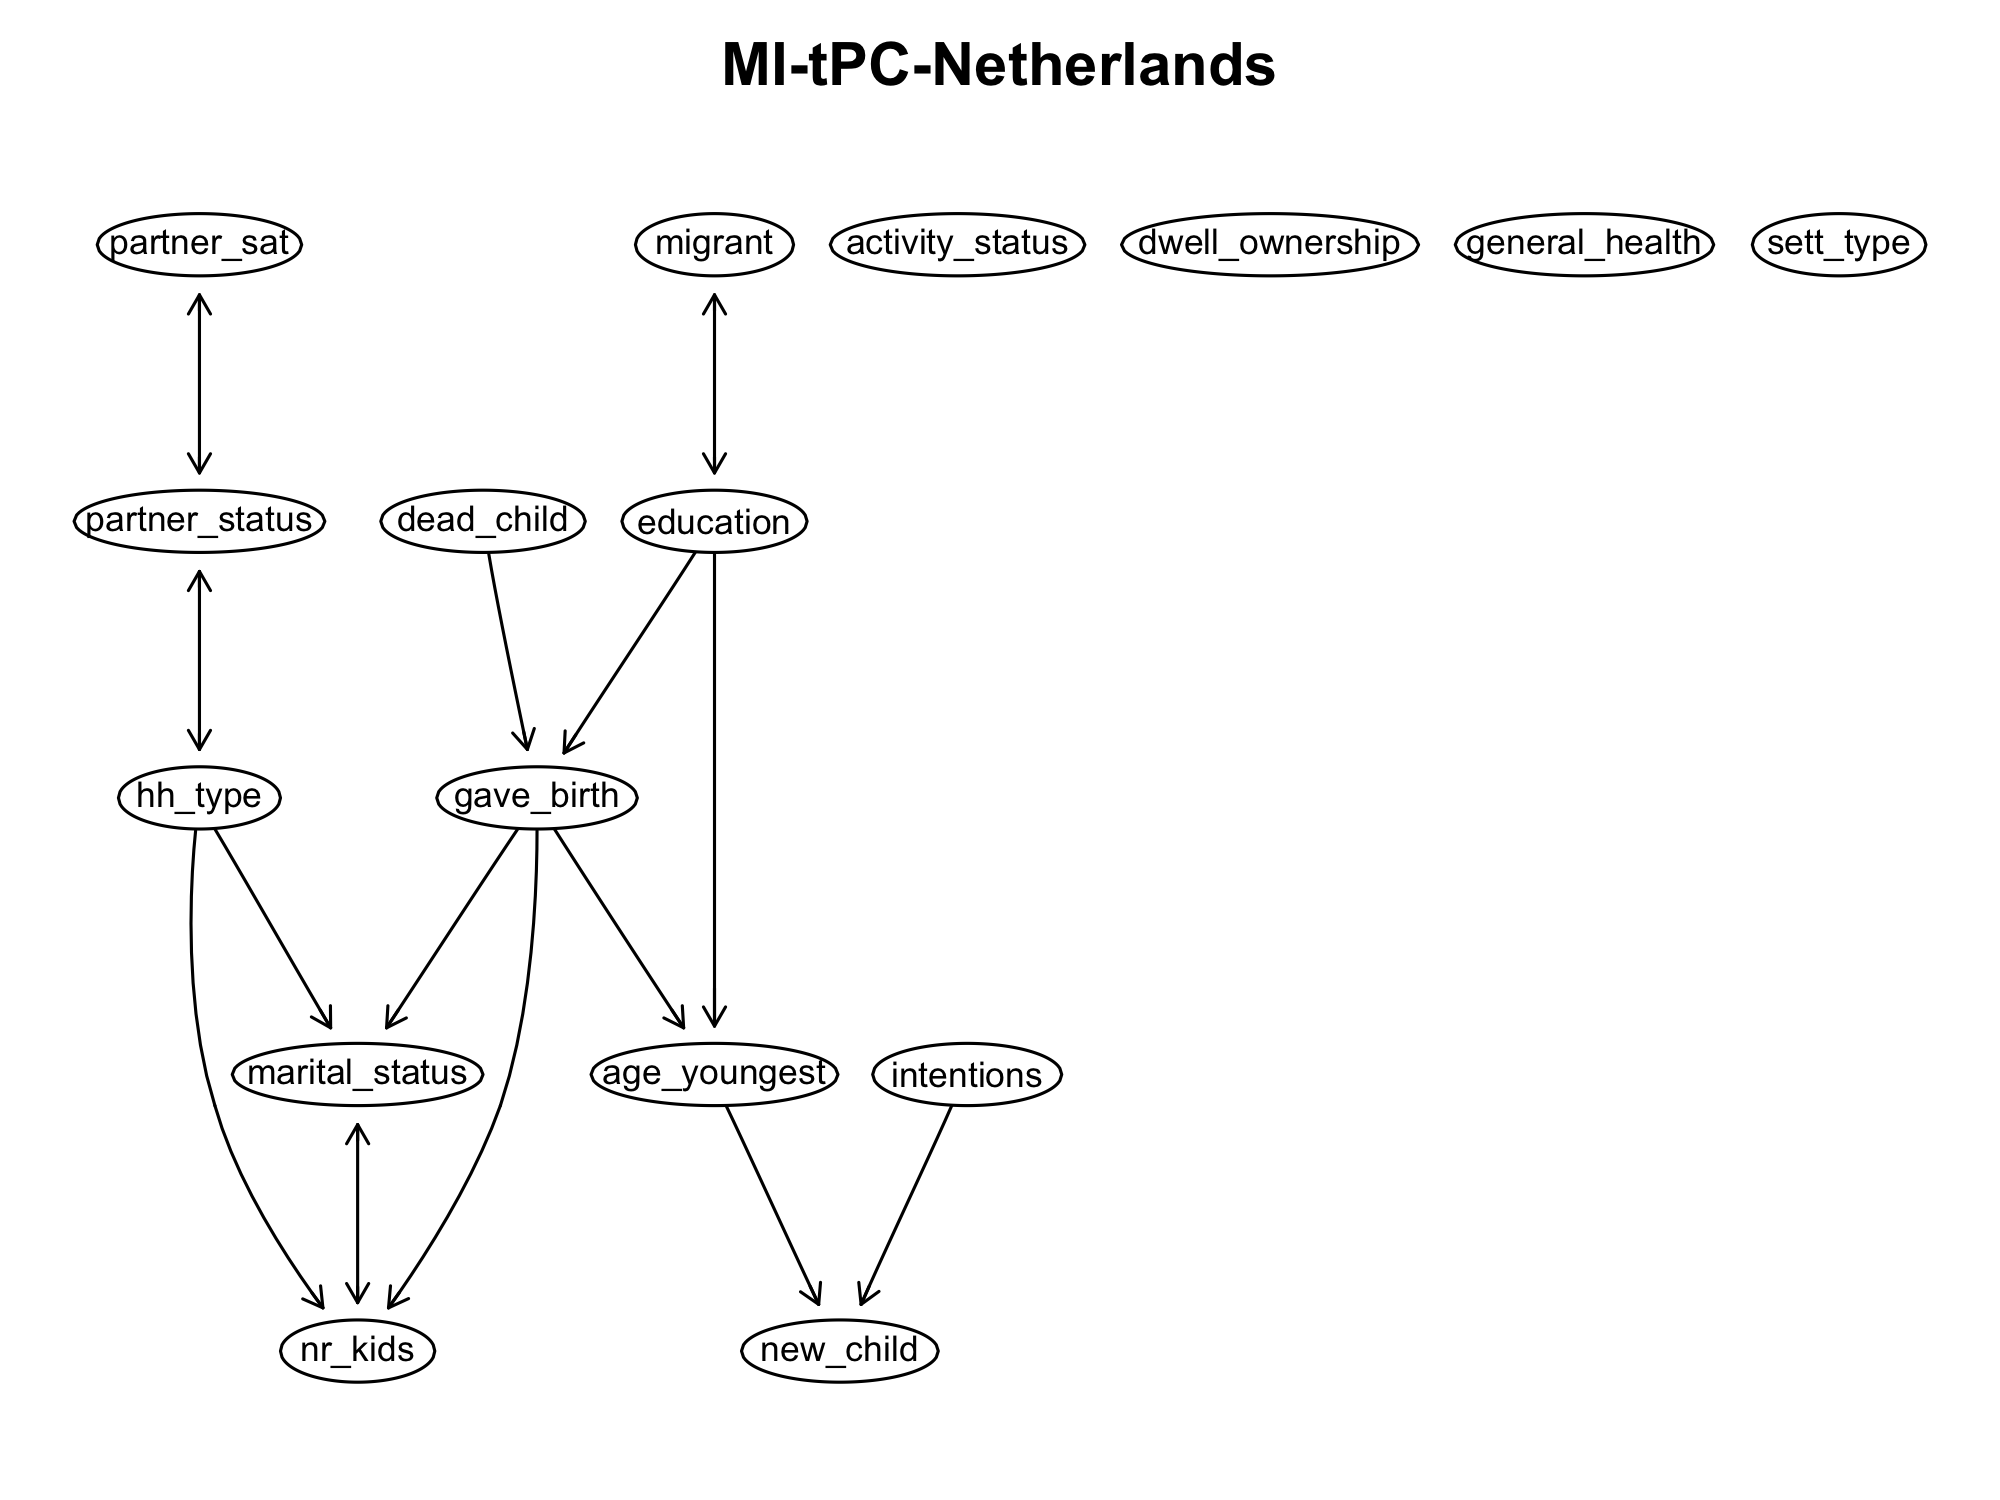 MI-tPC-Netherlands
partner_sat
migrant
activity_status
dwell_ownership
general_health
sett_type
partner_status
dead_child
education
hh_type
gave_birth
marital_status
age_youngest
intentions
nr_kids
new_child